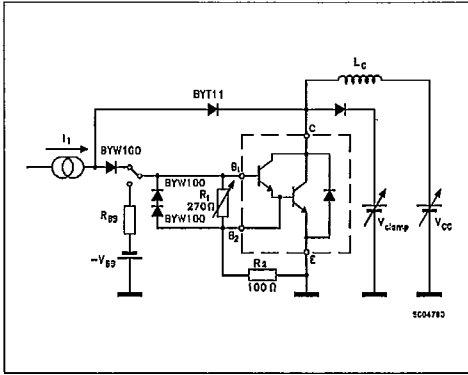 L_C
BYT11
I_1
BYW100
C
BYW100
B_1
R_1
270Ω
BYW100
B_2
V_clamp
V_CC
R_BB
-V_BB
E
R_2
100 Ω
SC04780